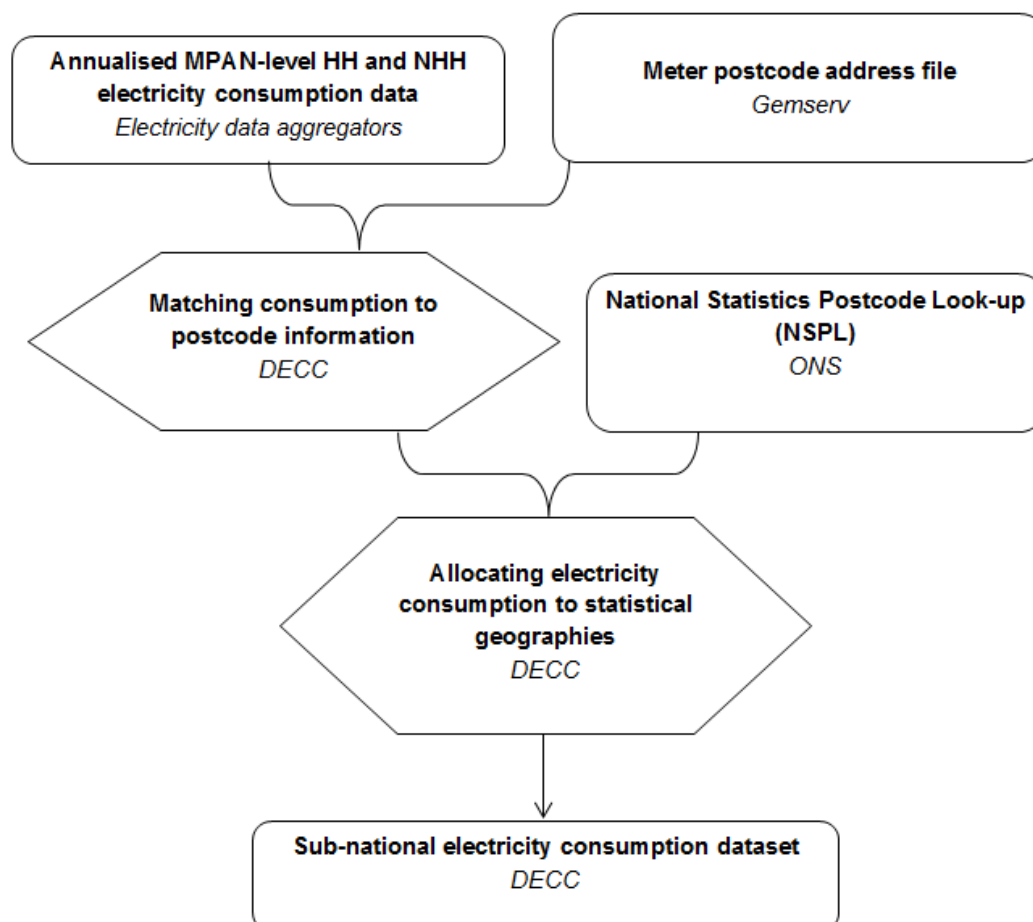 Annualised MPAN-level HH and NHH
electricity consumption data
Electricity data aggregators
Meter postcode address file
Gemserv
Matching consumption to
postcode information
DECC
National Statistics Postcode Look-up
(NSPL)
ONS
Allocating electricity
consumption to statistical
geographies
DECC
Sub-national electricity consumption dataset
DECC